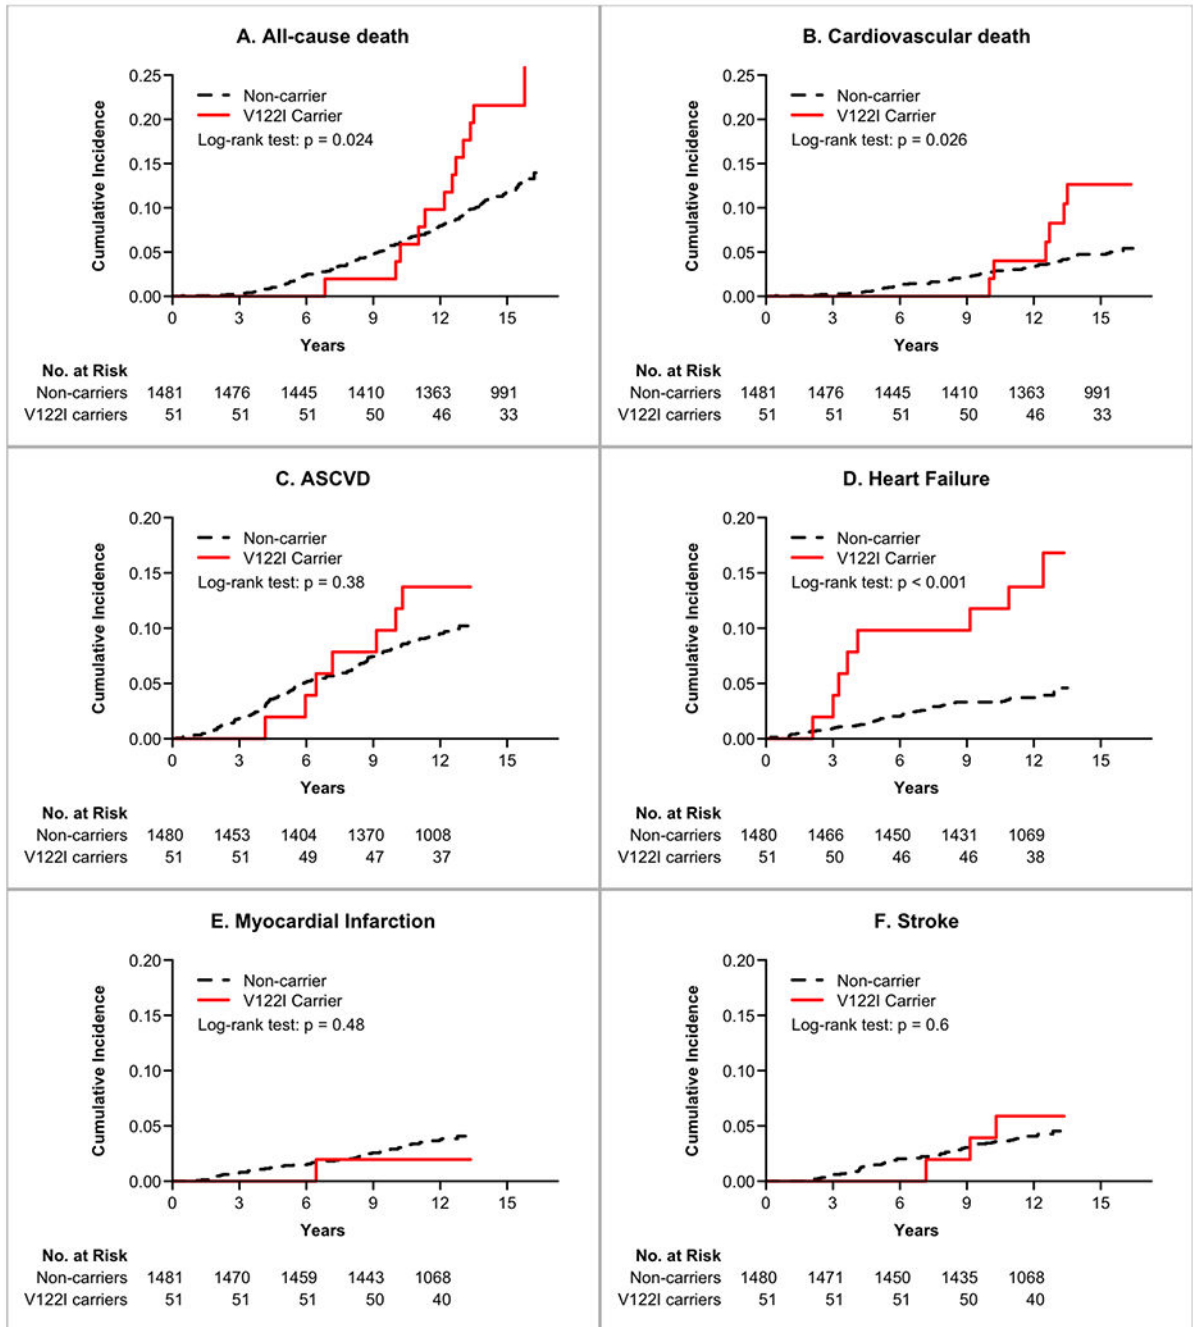 A. All-cause death
0.25
0.20
0.15
0.10
0.05
0.00
Cumulative Incidence
Non-carrier
V122I Carrier
Log-rank test: p = 0.024
0 3 6 9 12 15
Years
No. at Risk
Non-carriers 1481 1476 1445 1410 1363 991
V122I carriers 51 51 51 50 46 33
B. Cardiovascular death
0.25
0.20
0.15
0.10
0.05
0.00
Cumulative Incidence
Non-carrier
V122I Carrier
Log-rank test: p = 0.026
0 3 6 9 12 15
Years
No. at Risk
Non-carriers 1481 1476 1445 1410 1363 991
V122I carriers 51 51 51 50 46 33
C. ASCVD
0.20
0.15
0.10
0.05
0.00
Cumulative Incidence
Non-carrier
V122I Carrier
Log-rank test: p = 0.38
0 3 6 9 12 15
Years
No. at Risk
Non-carriers 1480 1453 1404 1370 1008
V122I carriers 51 51 49 47 37
D. Heart Failure
0.20
0.15
0.10
0.05
0.00
Cumulative Incidence
Non-carrier
V122I Carrier
Log-rank test: p < 0.001
0 3 6 9 12 15
Years
No. at Risk
Non-carriers 1480 1466 1450 1431 1069
V122I carriers 51 50 46 46 38
E. Myocardial Infarction
0.20
0.15
0.10
0.05
0.00
Cumulative Incidence
Non-carrier
V122I Carrier
Log-rank test: p = 0.48
0 3 6 9 12 15
Years
No. at Risk
Non-carriers 1481 1470 1459 1443 1068
V122I carriers 51 51 51 50 40
F. Stroke
0.20
0.15
0.10
0.05
0.00
Cumulative Incidence
Non-carrier
V122I Carrier
Log-rank test: p = 0.6
0 3 6 9 12 15
Years
No. at Risk
Non-carriers 1480 1471 1450 1435 1068
V122I carriers 51 51 51 50 40